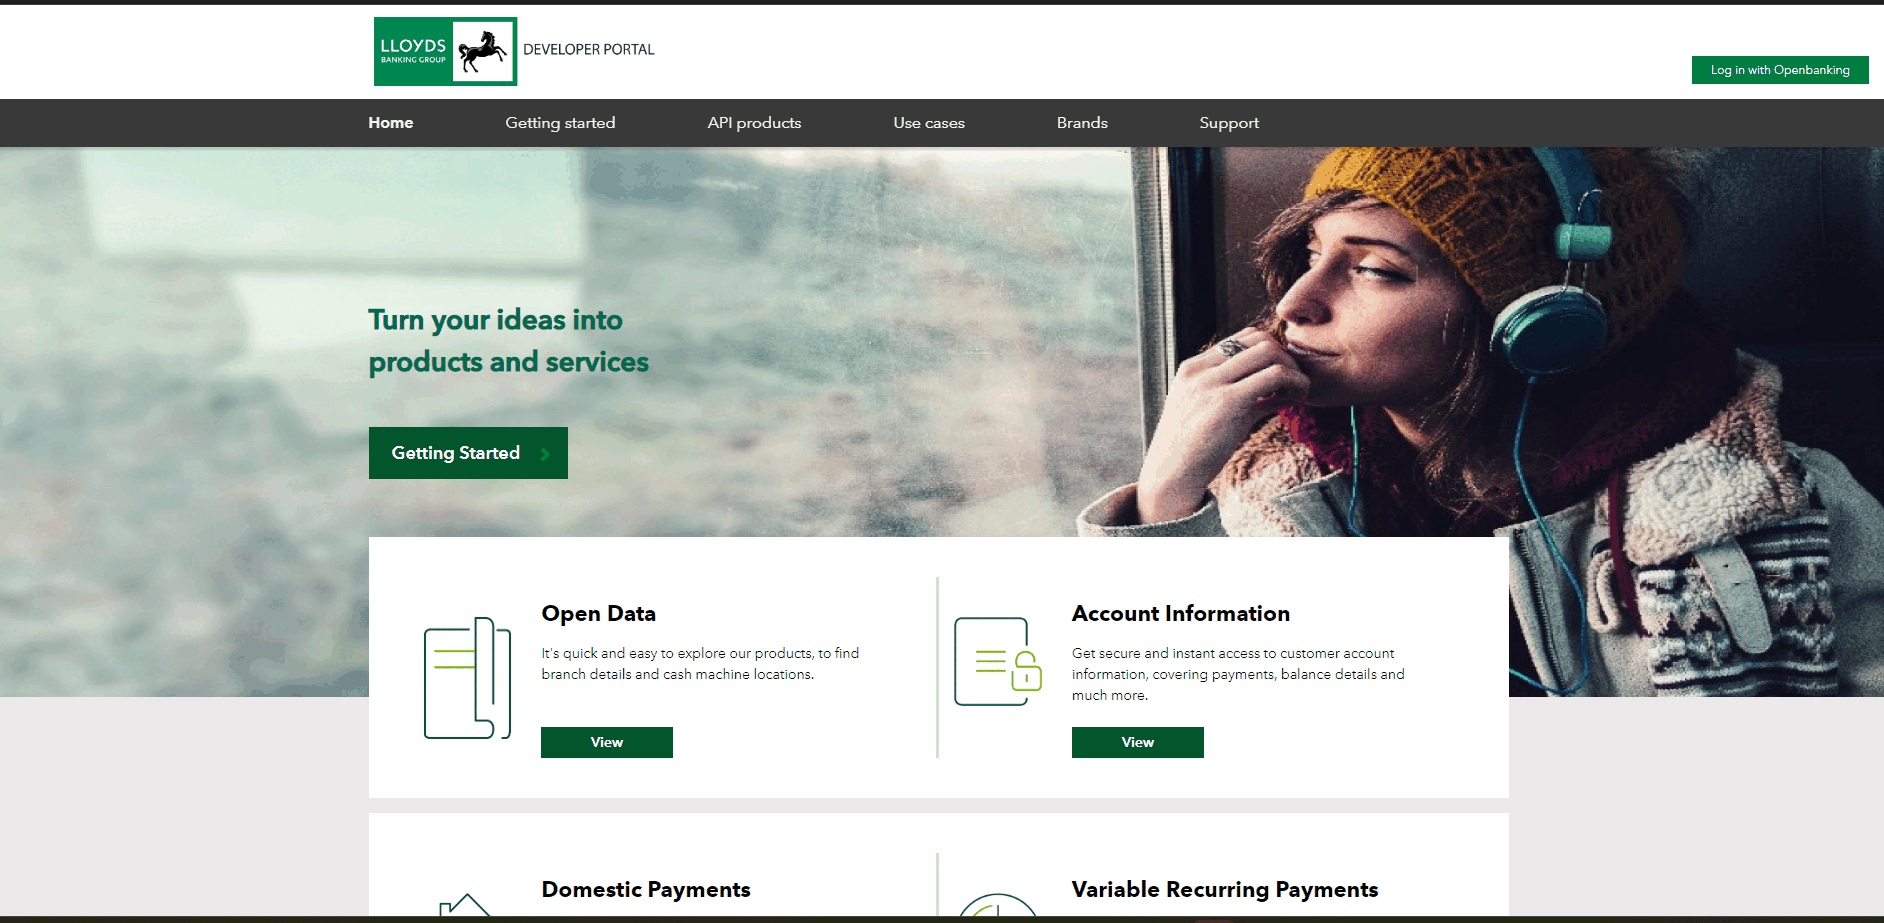 LLOYDS
BANKING GROUP
DEVELOPER PORTAL
Log in with Openbanking
Home
Getting started
API products
Use cases
Brands
Support
Turn your ideas into
products and services
Getting Started
Open Data
It's quick and easy to explore our products, to find
branch details and cash machine locations.
View
Account Information
Get secure and instant access to customer account
information, covering payments, balance details and
much more.
View
Domestic Payments
Variable Recurring Payments